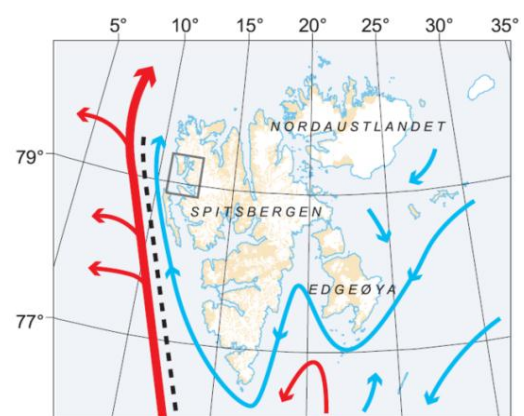 5° 10° 15° 20° 25° 30° 35°
NORDAUSTLANDET
79°
SPITSBERGEN
EDGEØYA
77°